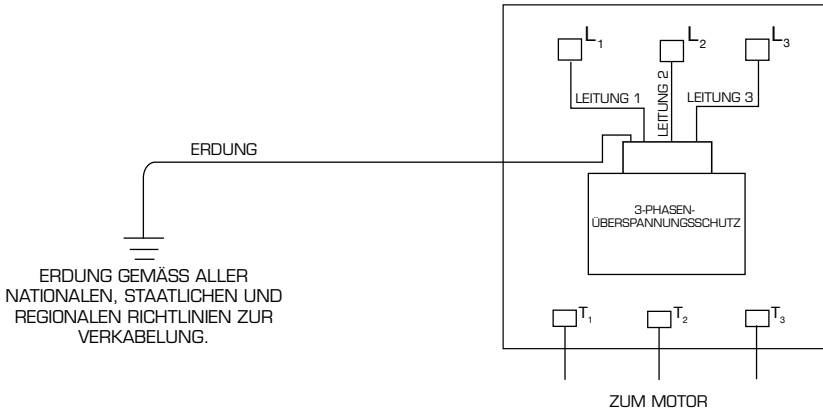 L₁
L₂
L₃
LEITUNG 1
LEITUNG 2
LEITUNG 3
ERDUNG
3-PHASEN-
ÜBERSPANNUNGSSCHUTZ
ERDUNG GEMÄSS ALLER
NATIONALEN, STAATLICHEN UND
REGIONALEN RICHTLINIEN ZUR
VERKABELUNG.
T₁
T₂
T₃
ZUM MOTOR